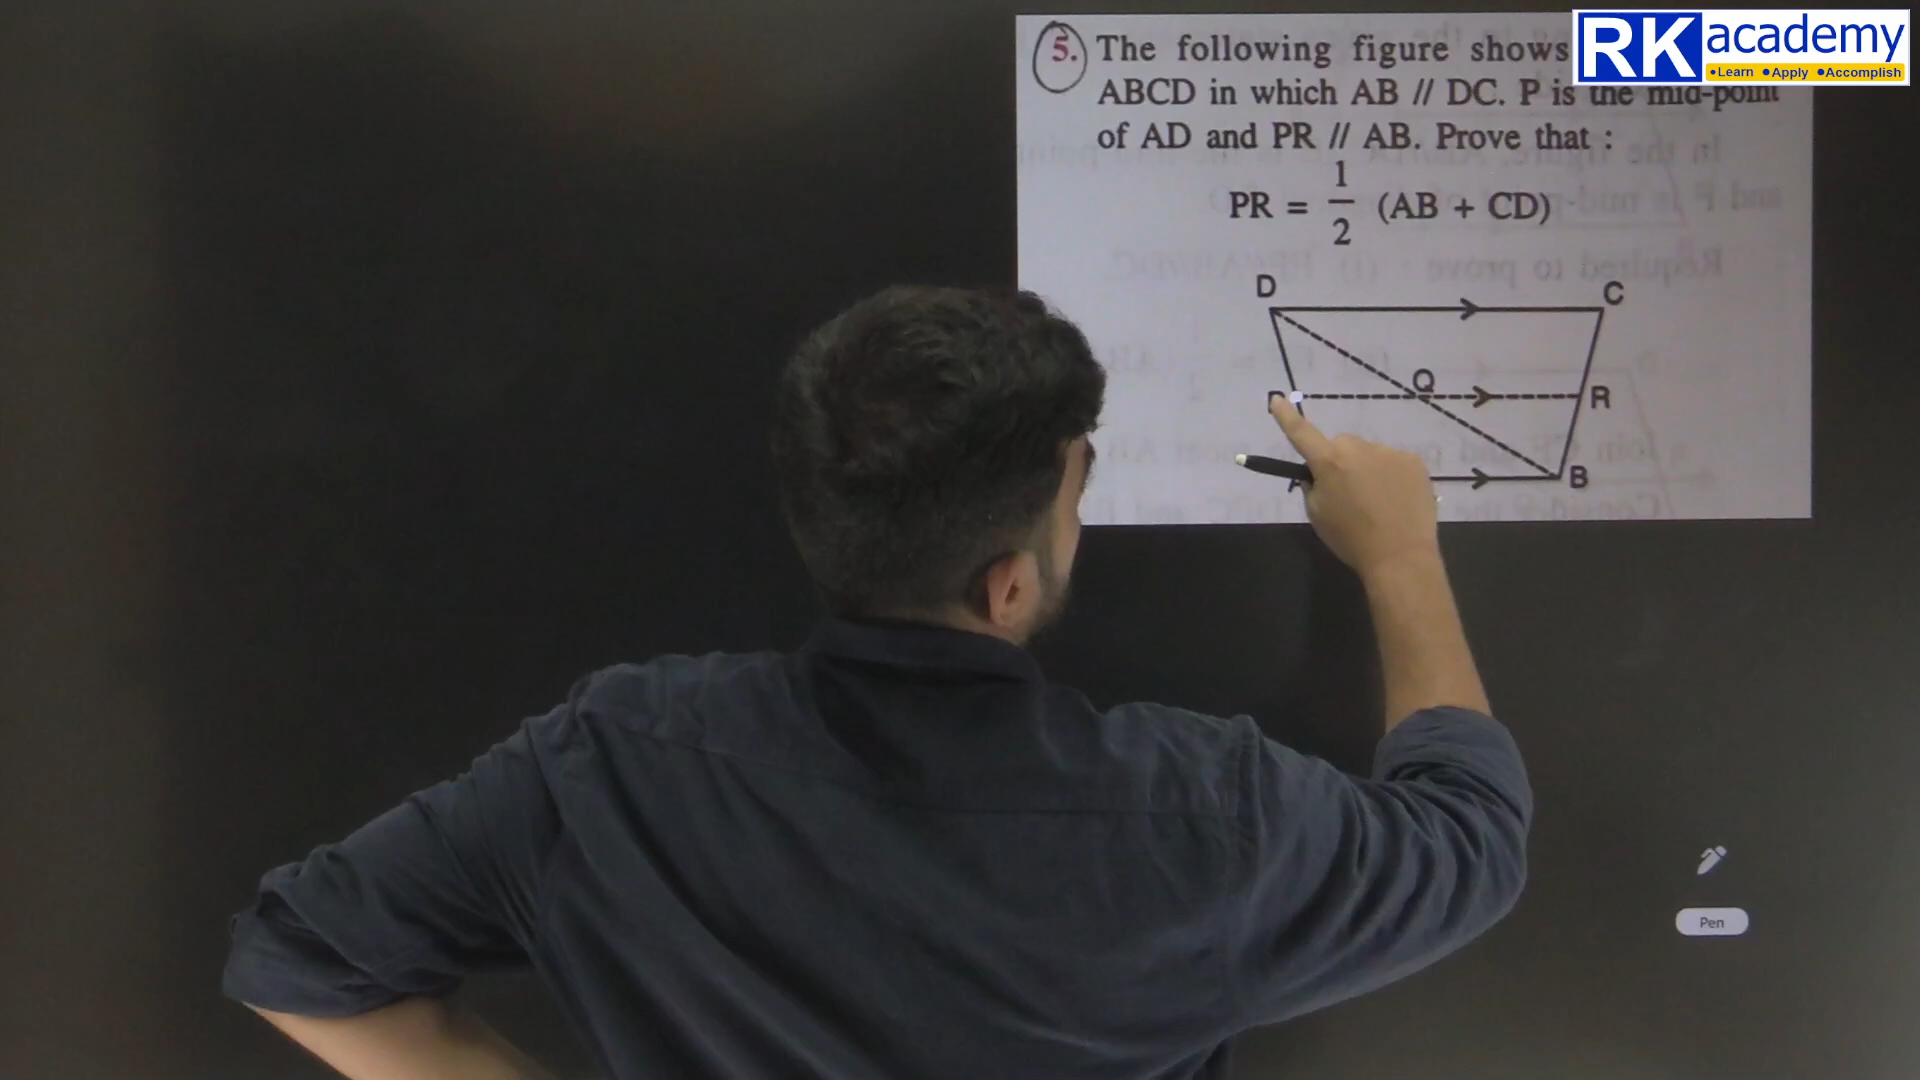 RK academy
•Learn •Apply •Accomplish
5. The following figure shows
ABCD in which AB // DC. P is the mid-point
of AD and PR // AB. Prove that :
PR = 1/2 (AB + CD)
D
C
Q
P
R
A
B
Pen